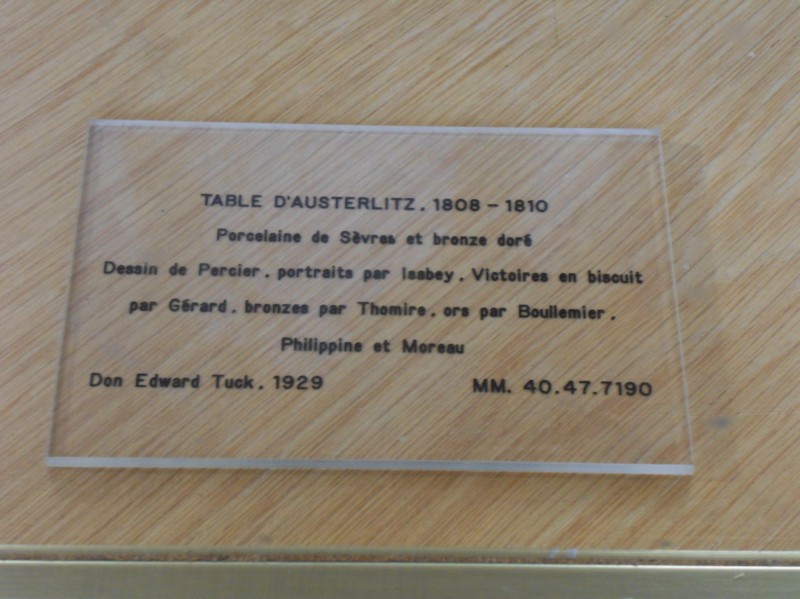 TABLE D'AUSTERLITZ. 1808 - 1810
Porcelaine de Sèvres et bronze doré
Dessin de Percier. portraits par Isabey. Victoires en biscuit
par Gérard. bronzes par Thomire. ors par Boullemier.
Philippine et Moreau
Don Edward Tuck. 1929 MM. 40.47.7190